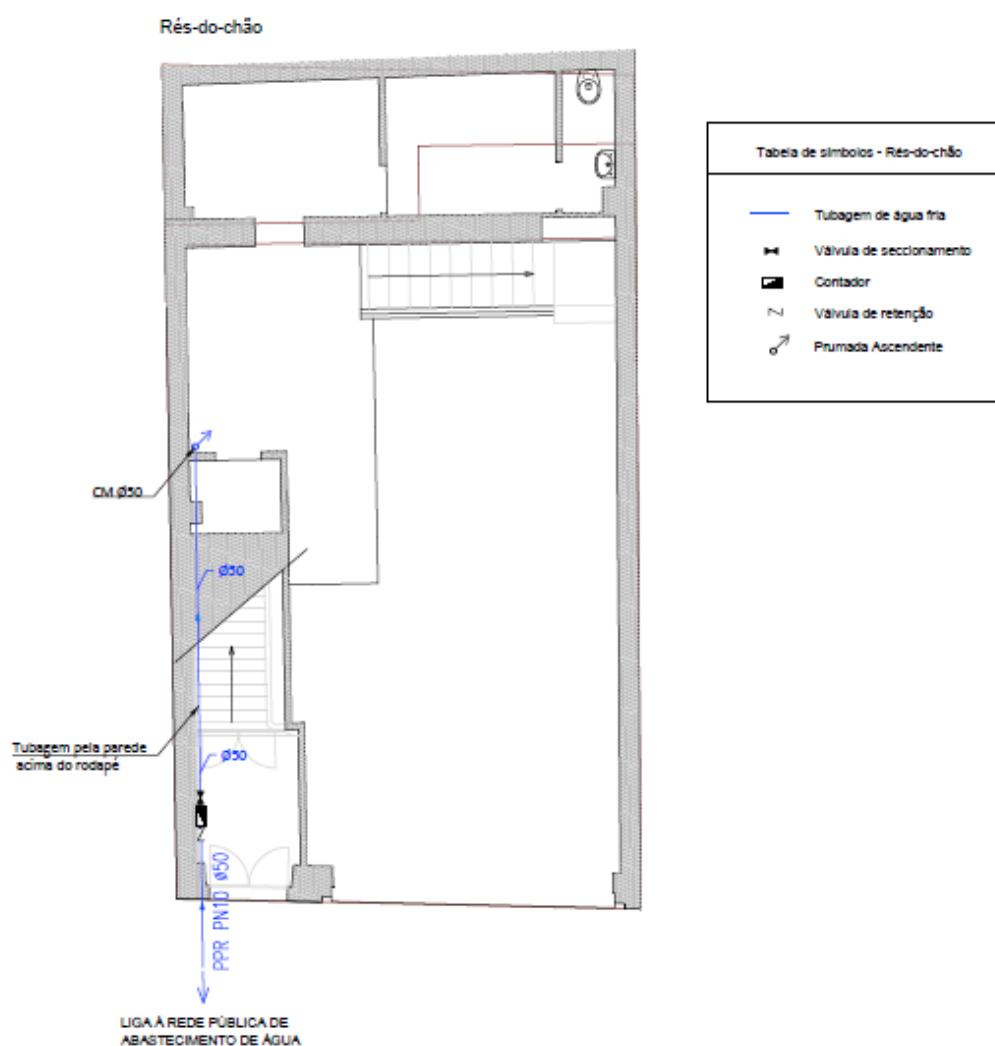 Rés-do-chão
Tabela de símbolos - Rés-do-chão
Tubagem de água fria
Válvula de seccionamento
Contador
Válvula de retenção
Prumada Ascendente
CM.Ø50
Ø50
Tubagem pela parede
acima do rodapé
Ø50
PPR PN10 Ø50
LIGA À REDE PÚBLICA DE
ABASTECIMENTO DE ÁGUA